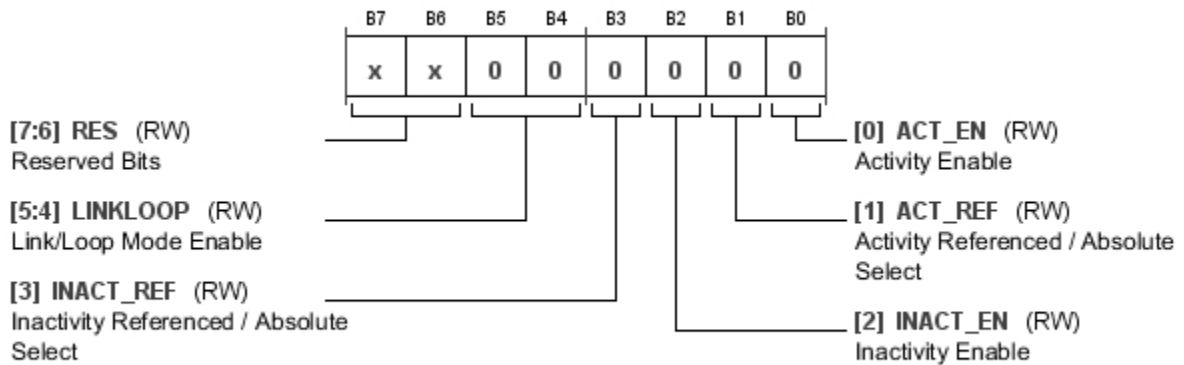 B7 B6 B5 B4 B3 B2 B1 B0
x x 0 0 0 0 0 0
[7:6] RES (RW)
Reserved Bits
[5:4] LINKLOOP (RW)
Link/Loop Mode Enable
[3] INACT_REF (RW)
Inactivity Referenced / Absolute
Select
[0] ACT_EN (RW)
Activity Enable
[1] ACT_REF (RW)
Activity Referenced / Absolute
Select
[2] INACT_EN (RW)
Inactivity Enable